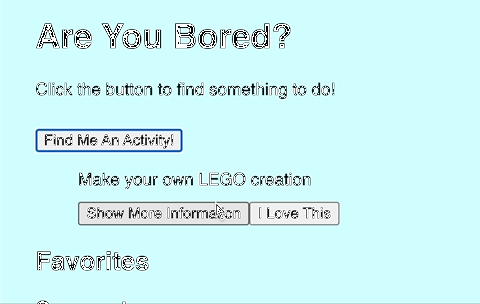 Are You Bored?
Click the button to find something to do!
Find Me An Activity!
Make your own LEGO creation
Show More Information I Love This
Favorites